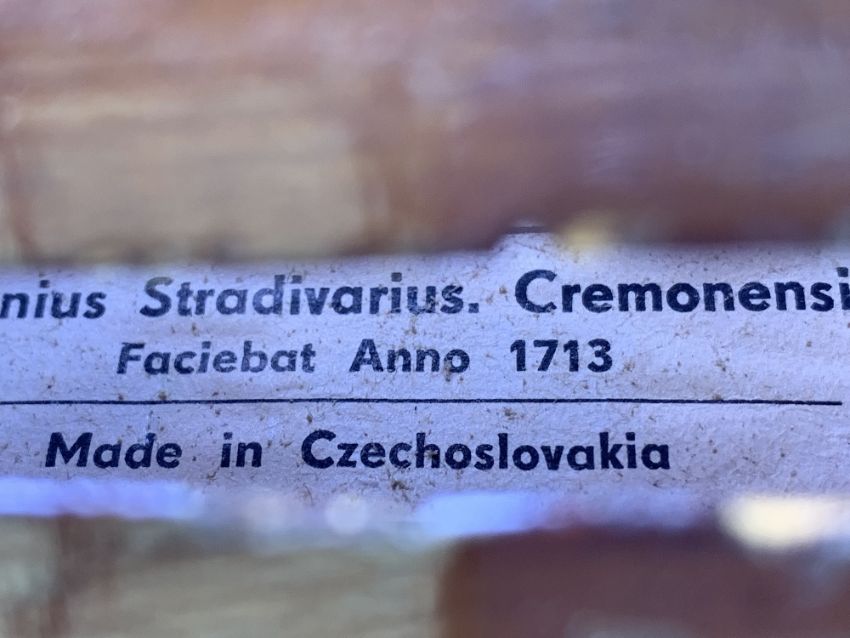 nius Stradivarius. Cremonensi
Faciebat Anno 1713
Made in Czechoslovakia